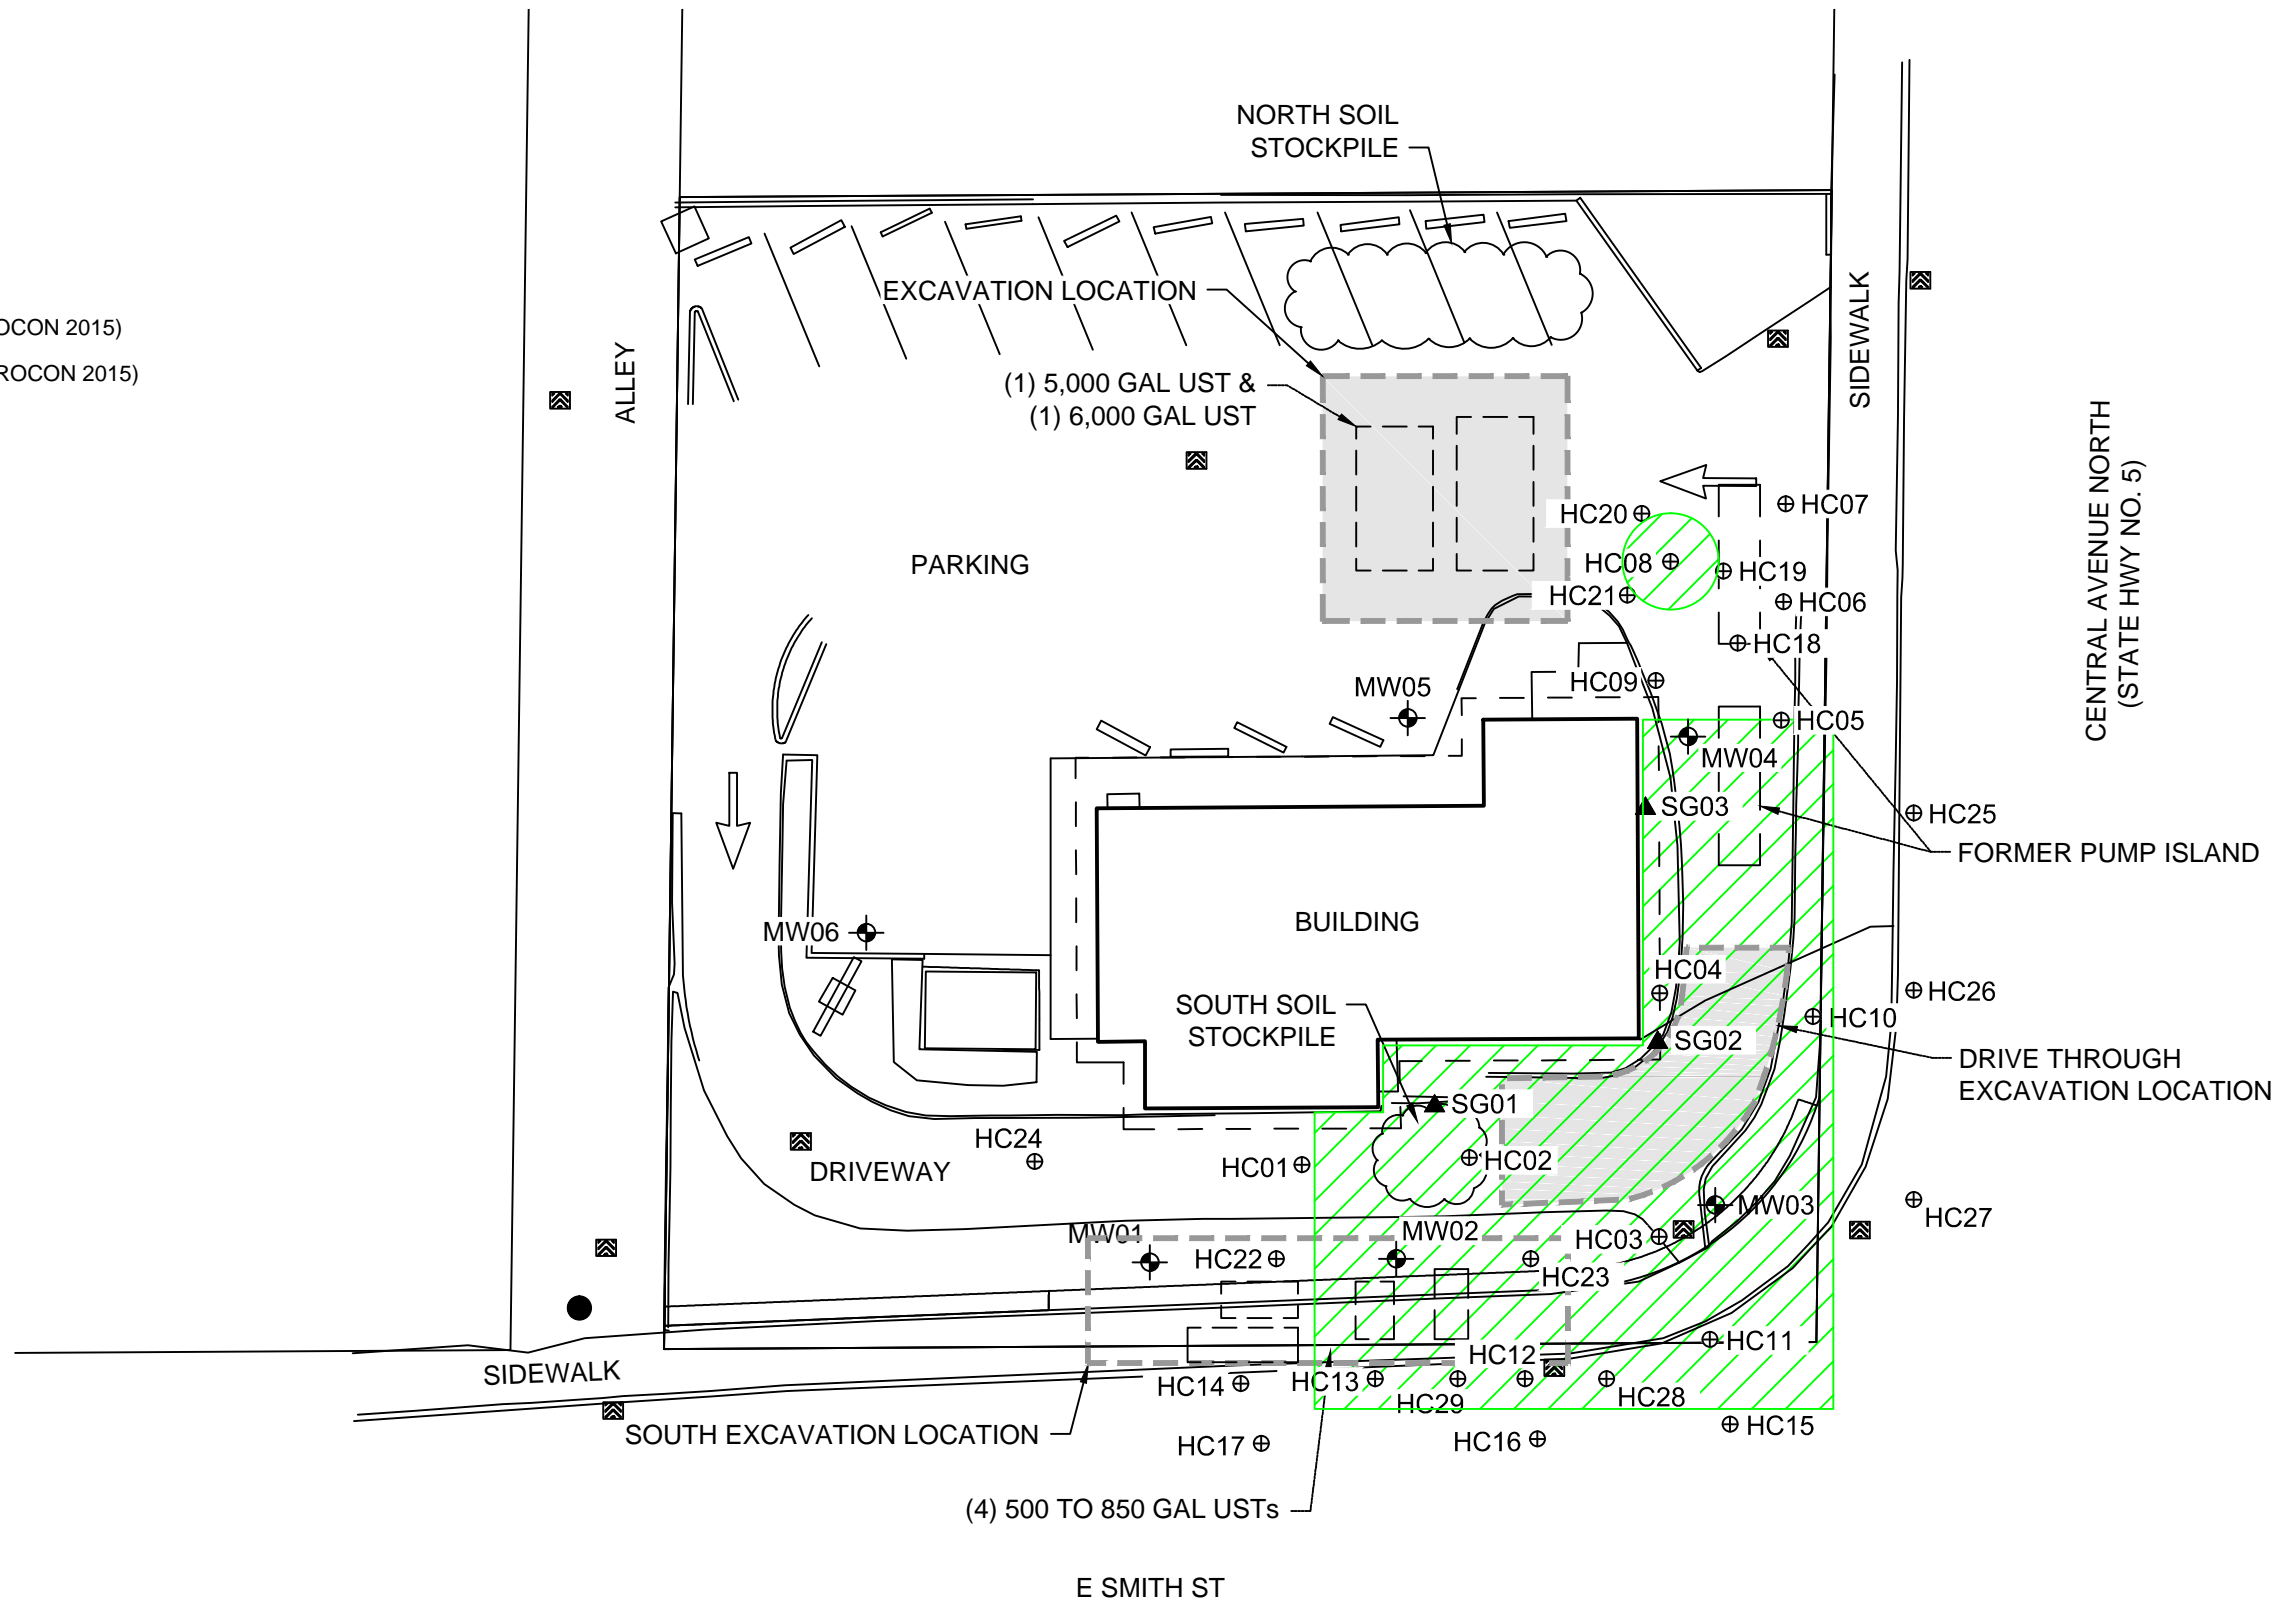 NORTH SOIL
STOCKPILE
EXCAVATION LOCATION
OCON 2015)
ROCON 2015)
ALLEY
SIDEWALK
(1) 5,000 GAL UST &
(1) 6,000 GAL UST
CENTRAL AVENUE NORTH
(STATE HWY NO. 5)
HC07
HC20
PARKING
HC08
HC19
HC21
HC06
HC18
HC09
MW05
HC05
MW04
SG03
HC25
FORMER PUMP ISLAND
BUILDING
MW06
HC04
HC26
SOUTH SOIL
STOCKPILE
HC10
SG02
DRIVE THROUGH
EXCAVATION LOCATION
SG01
HC24
HC01
HC02
DRIVEWAY
MW03
HC27
MW01
MW02
HC22
HC03
HC23
HC11
HC12
SIDEWALK
HC14
HC13
HC29
HC28
HC15
SOUTH EXCAVATION LOCATION
HC17
HC16
(4) 500 TO 850 GAL USTs
E SMITH ST